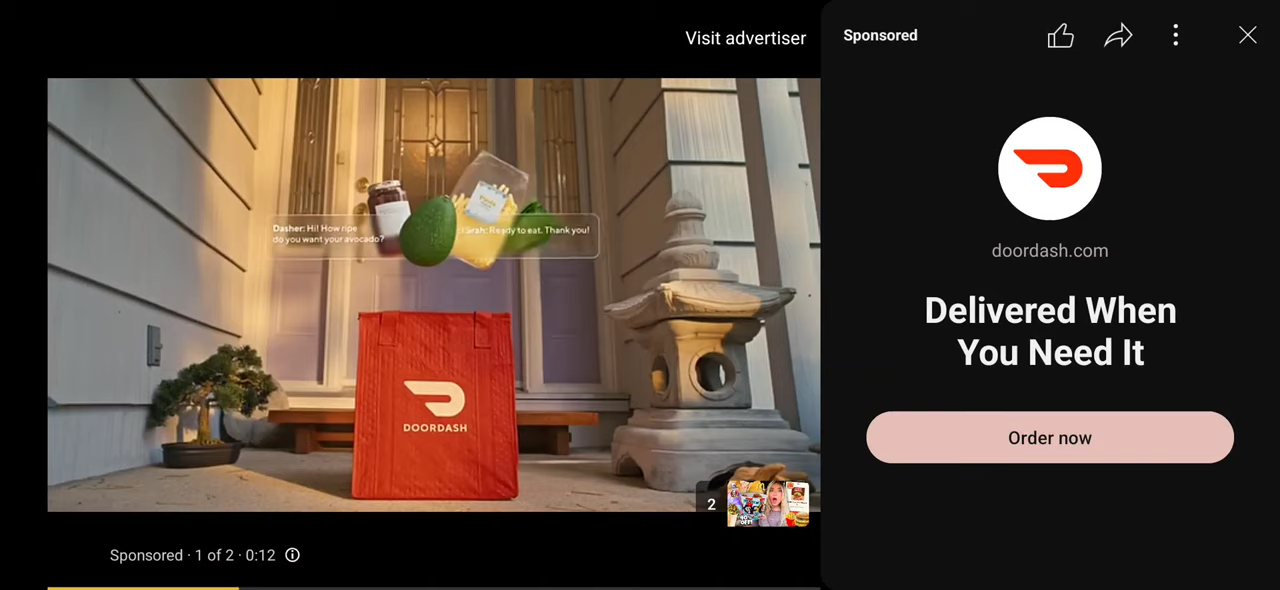 Visit advertiser
Sponsored
Dasher: Hi! How ripe
do you want your avocado?
Ready to eat. Thank you!
DOORDASH
doordash.com
Delivered When
You Need It
Order now
2
Sponsored · 1 of 2 · 0:12